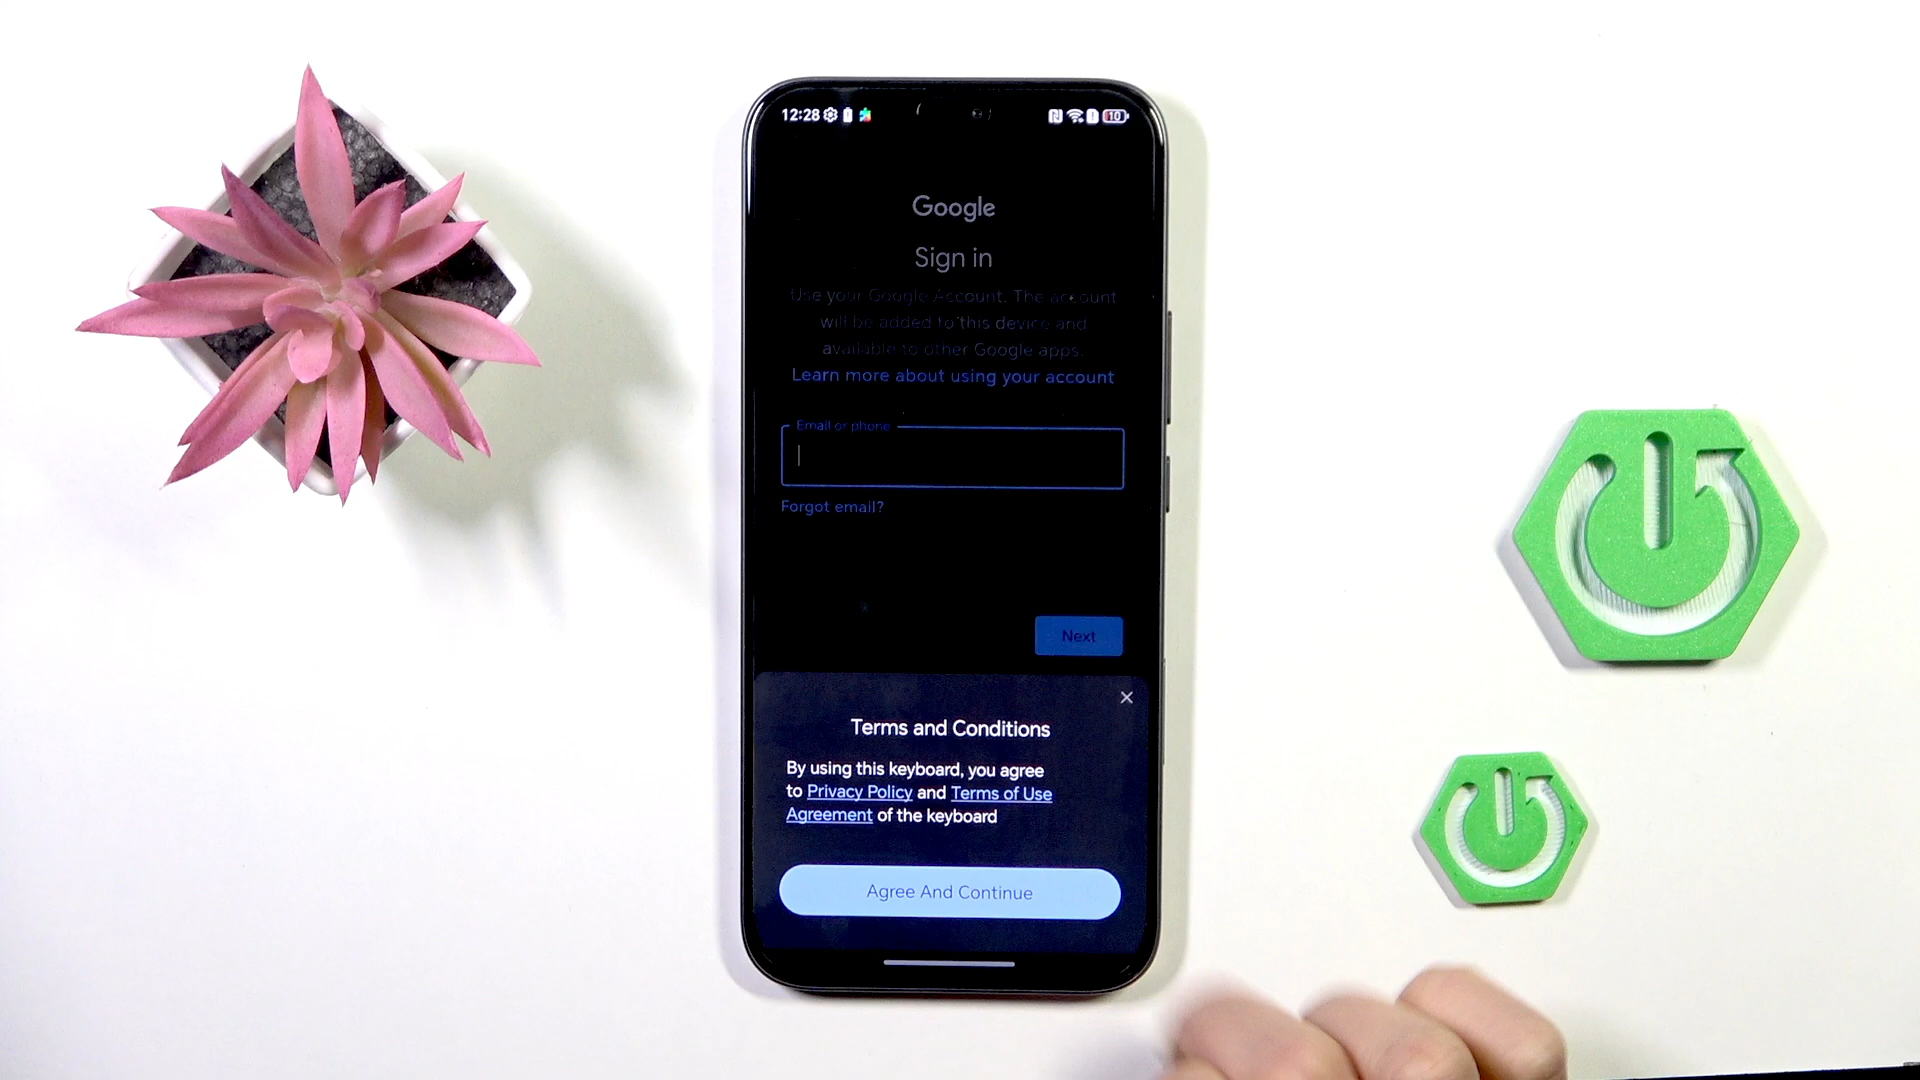 12:28
10
Google
Sign in
Use your Google Account. The account
will be added to this device and
available to other Google apps.
Learn more about using your account
Email or phone
Forgot email?
Next
Terms and Conditions
By using this keyboard, you agree
to Privacy Policy and Terms of Use
Agreement of the keyboard
Agree And Continue